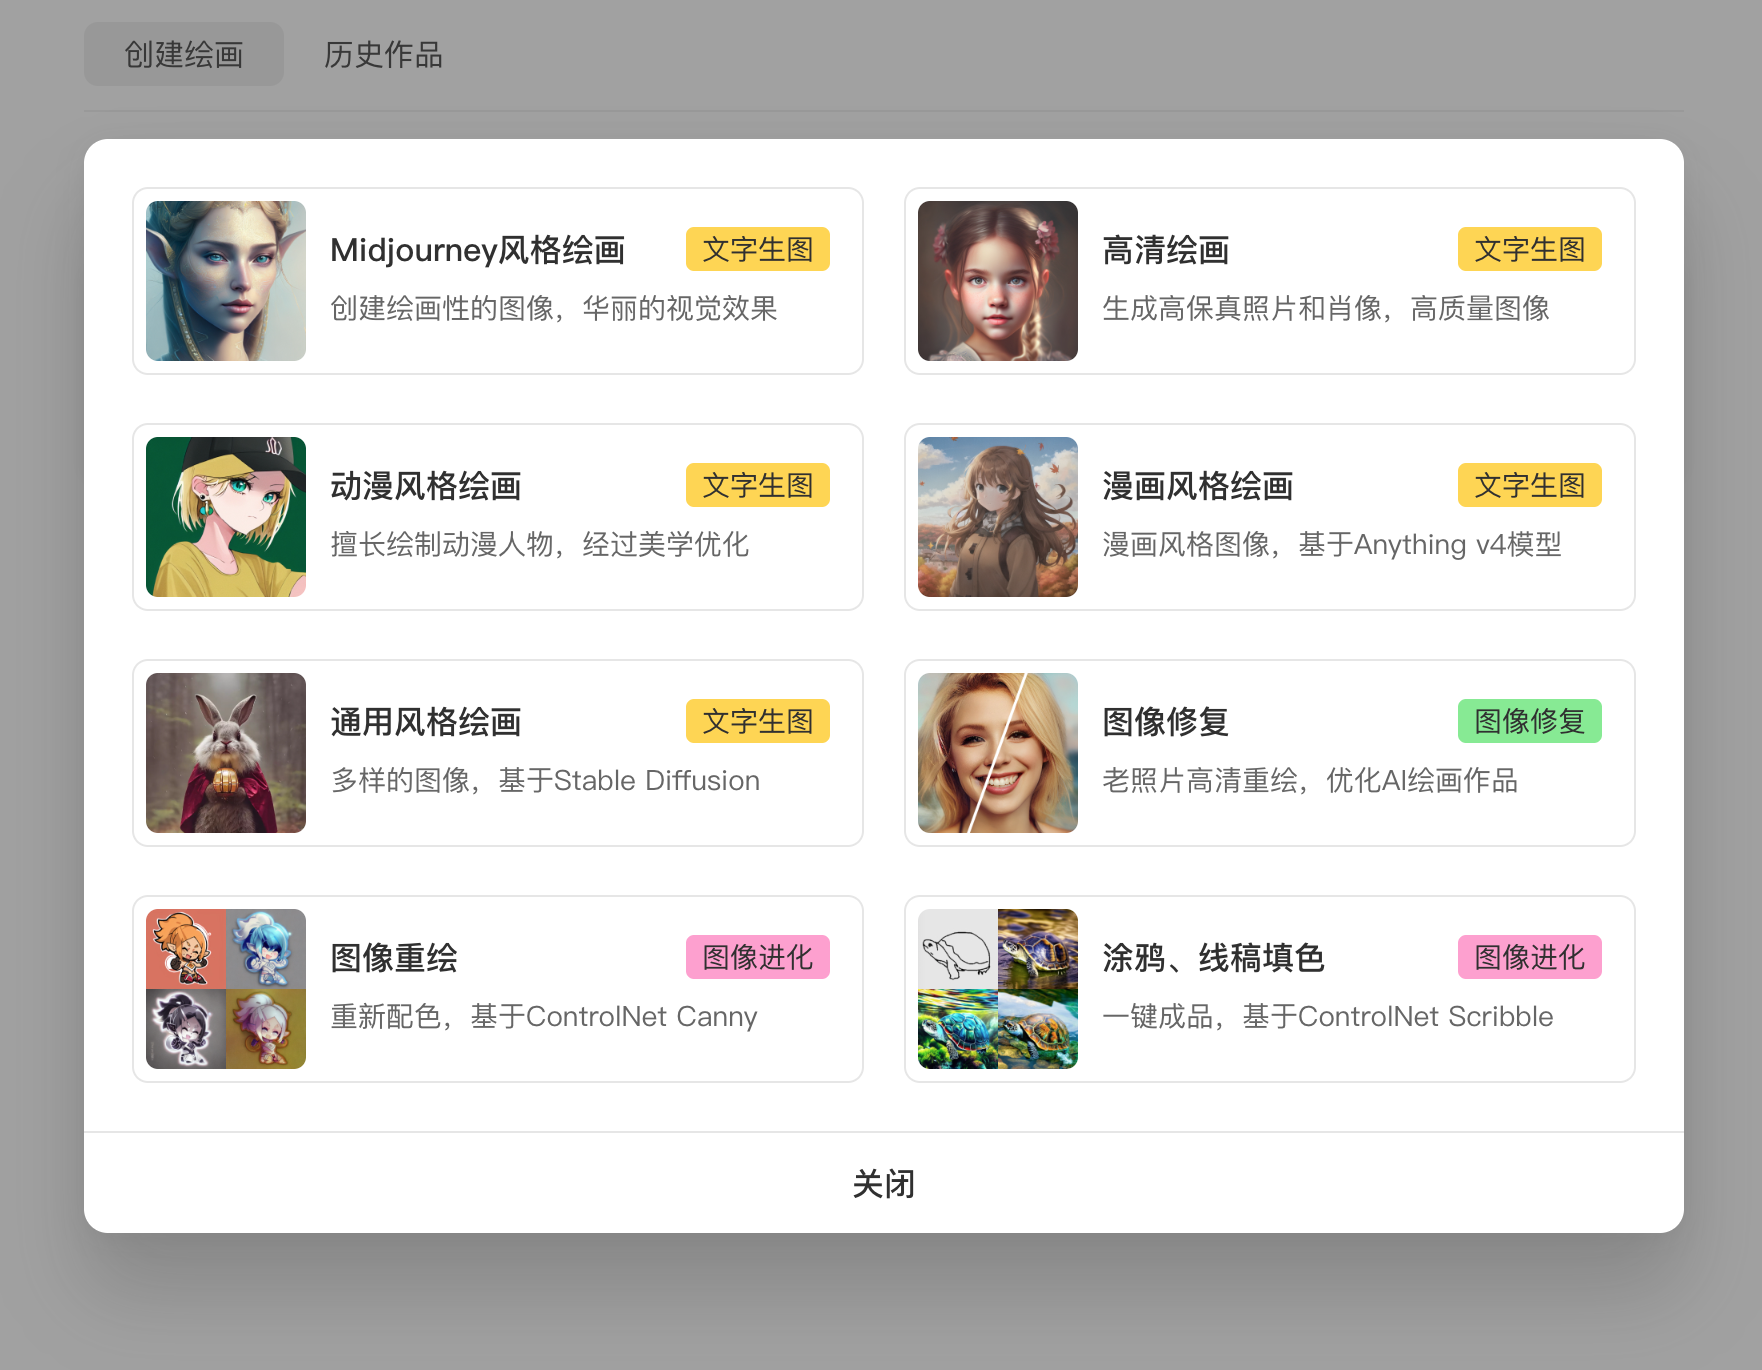 创建绘画
历史作品
Midjourney风格绘画
文字生图
创建绘画性的图像，华丽的视觉效果
高清绘画
文字生图
生成高保真照片和肖像，高质量图像
动漫风格绘画
文字生图
擅长绘制动漫人物，经过美学优化
漫画风格绘画
文字生图
漫画风格图像，基于Anything v4模型
通用风格绘画
文字生图
多样的图像，基于Stable Diffusion
图像修复
图像修复
老照片高清重绘，优化AI绘画作品
图像重绘
图像进化
重新配色，基于ControlNet Canny
涂鸦、线稿填色
图像进化
一键成品，基于ControlNet Scribble
关闭